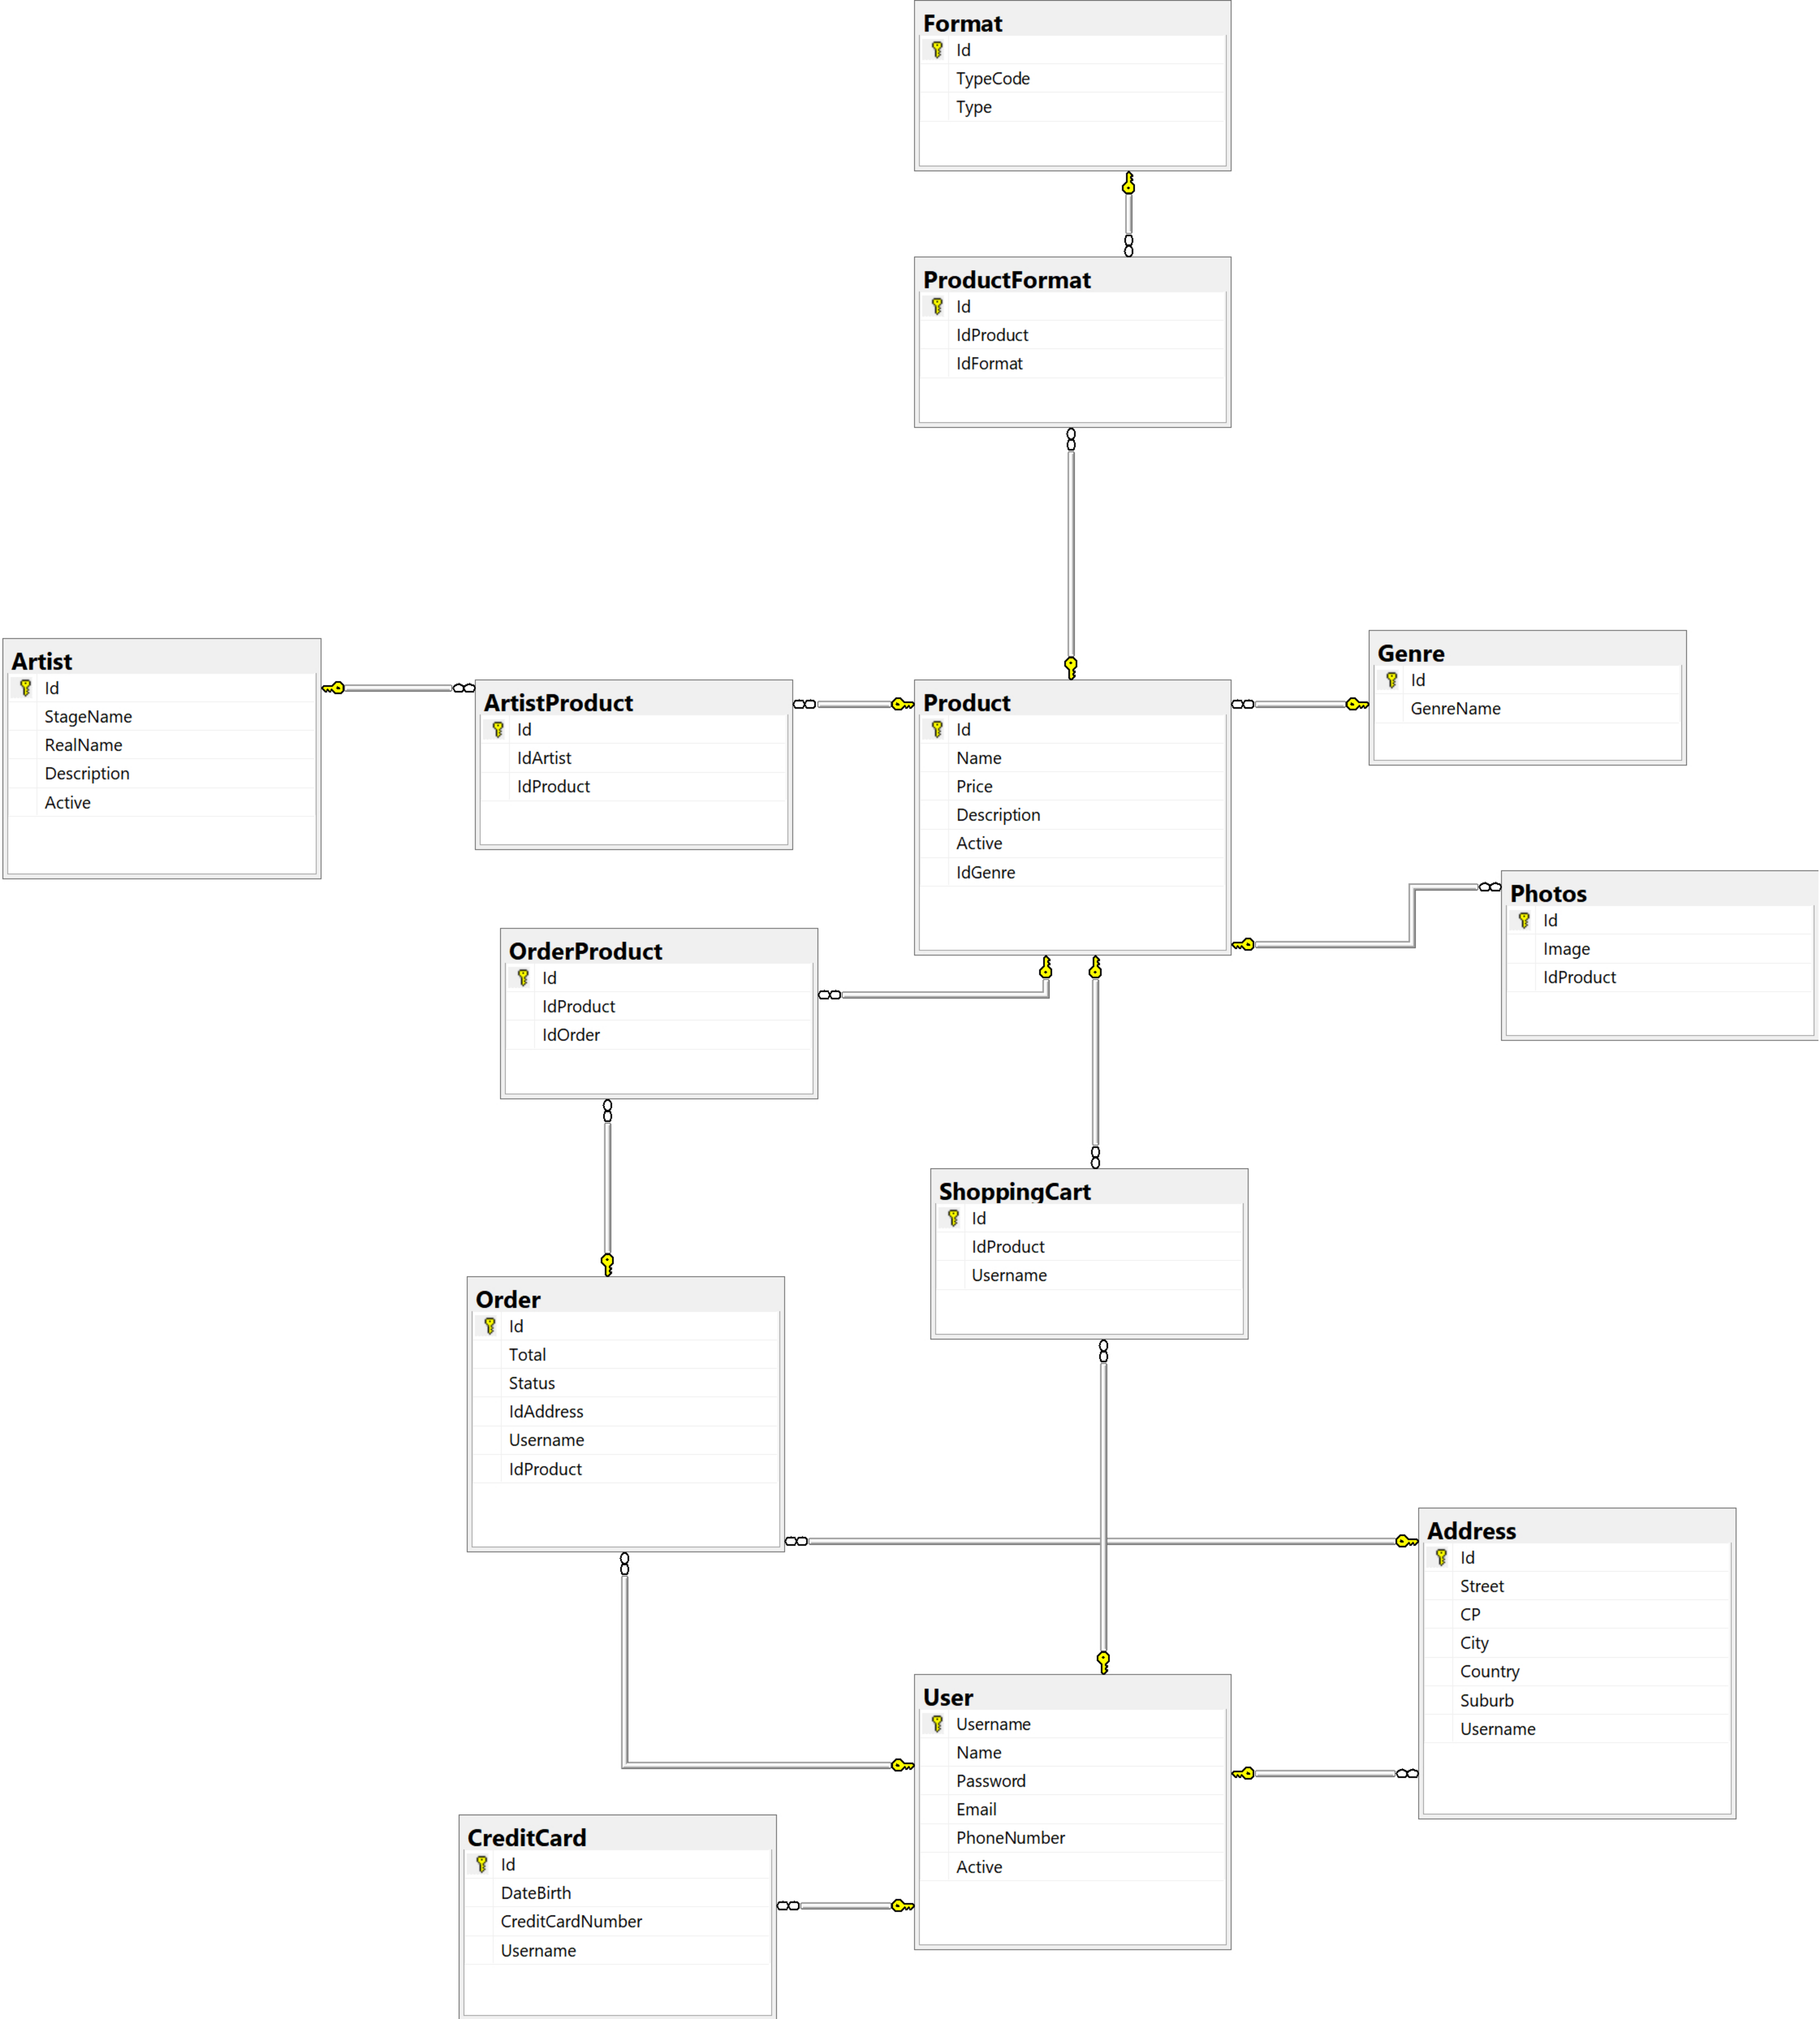 Format
Id
TypeCode
Type
ProductFormat
Id
IdProduct
IdFormat
Artist
Id
StageName
RealName
Description
Active
ArtistProduct
Id
IdArtist
IdProduct
Product
Id
Name
Price
Description
Active
IdGenre
Genre
Id
GenreName
Photos
Id
Image
IdProduct
OrderProduct
Id
IdProduct
IdOrder
ShoppingCart
Id
IdProduct
Username
Order
Id
Total
Status
IdAddress
Username
IdProduct
Address
Id
Street
CP
City
Country
Suburb
Username
User
Username
Name
Password
Email
PhoneNumber
Active
CreditCard
Id
DateBirth
CreditCardNumber
Username